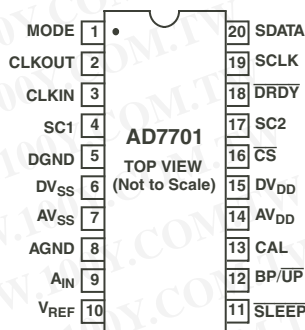 MODE 1
CLKOUT 2
CLKIN 3
SC1 4
DGND 5
DVSS 6
AVSS 7
AGND 8
AIN 9
VREF 10
AD7701
TOP VIEW
(Not to Scale)
20 SDATA
19 SCLK
18 DRDY
17 SC2
16 CS
15 DVDD
14 AVDD
13 CAL
12 BP/UP
11 SLEEP